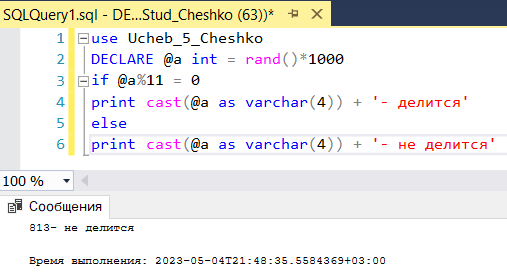 SQLQuery1.sql - DE...Stud_Cheshko (63))*
1 use Ucheb_5_Cheshko
2 DECLARE @a int = rand()*1000
3 if @a%11 = 0
4 print cast(@a as varchar(4)) + '- делится'
5 else
6 print cast(@a as varchar(4)) + '- не делится'
100 %
Сообщения
813- не делится
Время выполнения: 2023-05-04T21:48:35.5584369+03:00